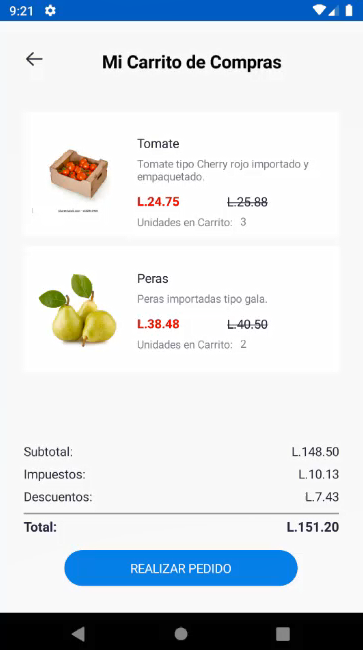 9:21
Mi Carrito de Compras
Tomate
Tomate tipo Cherry rojo importado y
empaquetado.
L.24.75 L.25.88
Unidades en Carrito: 3
Peras
Peras importadas tipo gala.
L.38.48 L.40.50
Unidades en Carrito: 2
Subtotal: L.148.50
Impuestos: L.10.13
Descuentos: L.7.43
Total: L.151.20
REALIZAR PEDIDO